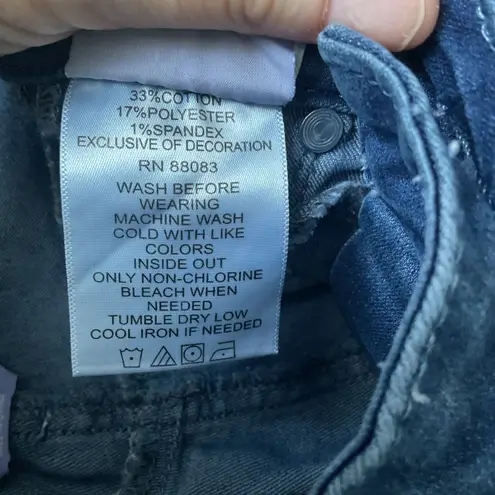 33% COTTON
17% POLYESTER
1% SPANDEX
EXCLUSIVE OF DECORATION
RN 88083
WASH BEFORE
WEARING
MACHINE WASH
COLD WITH LIKE
COLORS
INSIDE OUT
ONLY NON-CHLORINE
BLEACH WHEN
NEEDED
TUMBLE DRY LOW
COOL IRON IF NEEDED